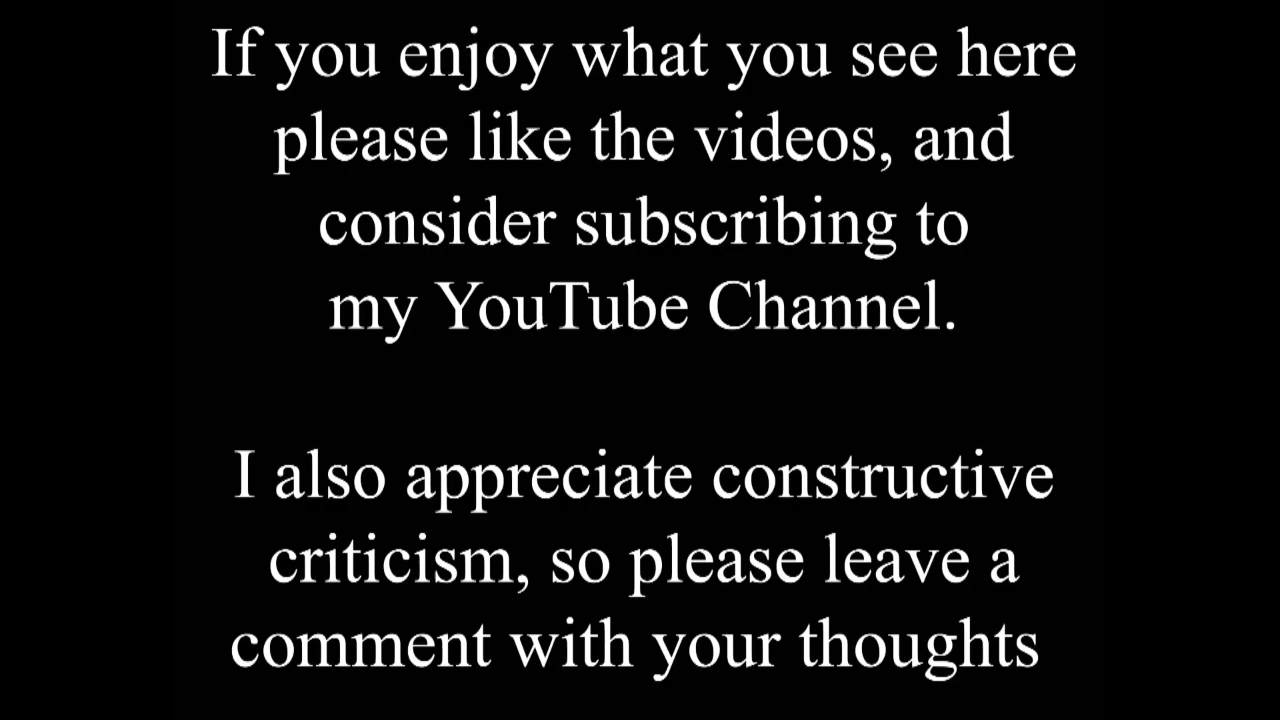 If you enjoy what you see here
please like the videos, and
consider subscribing to
my YouTube Channel.
I also appreciate constructive
criticism, so please leave a
comment with your thoughts